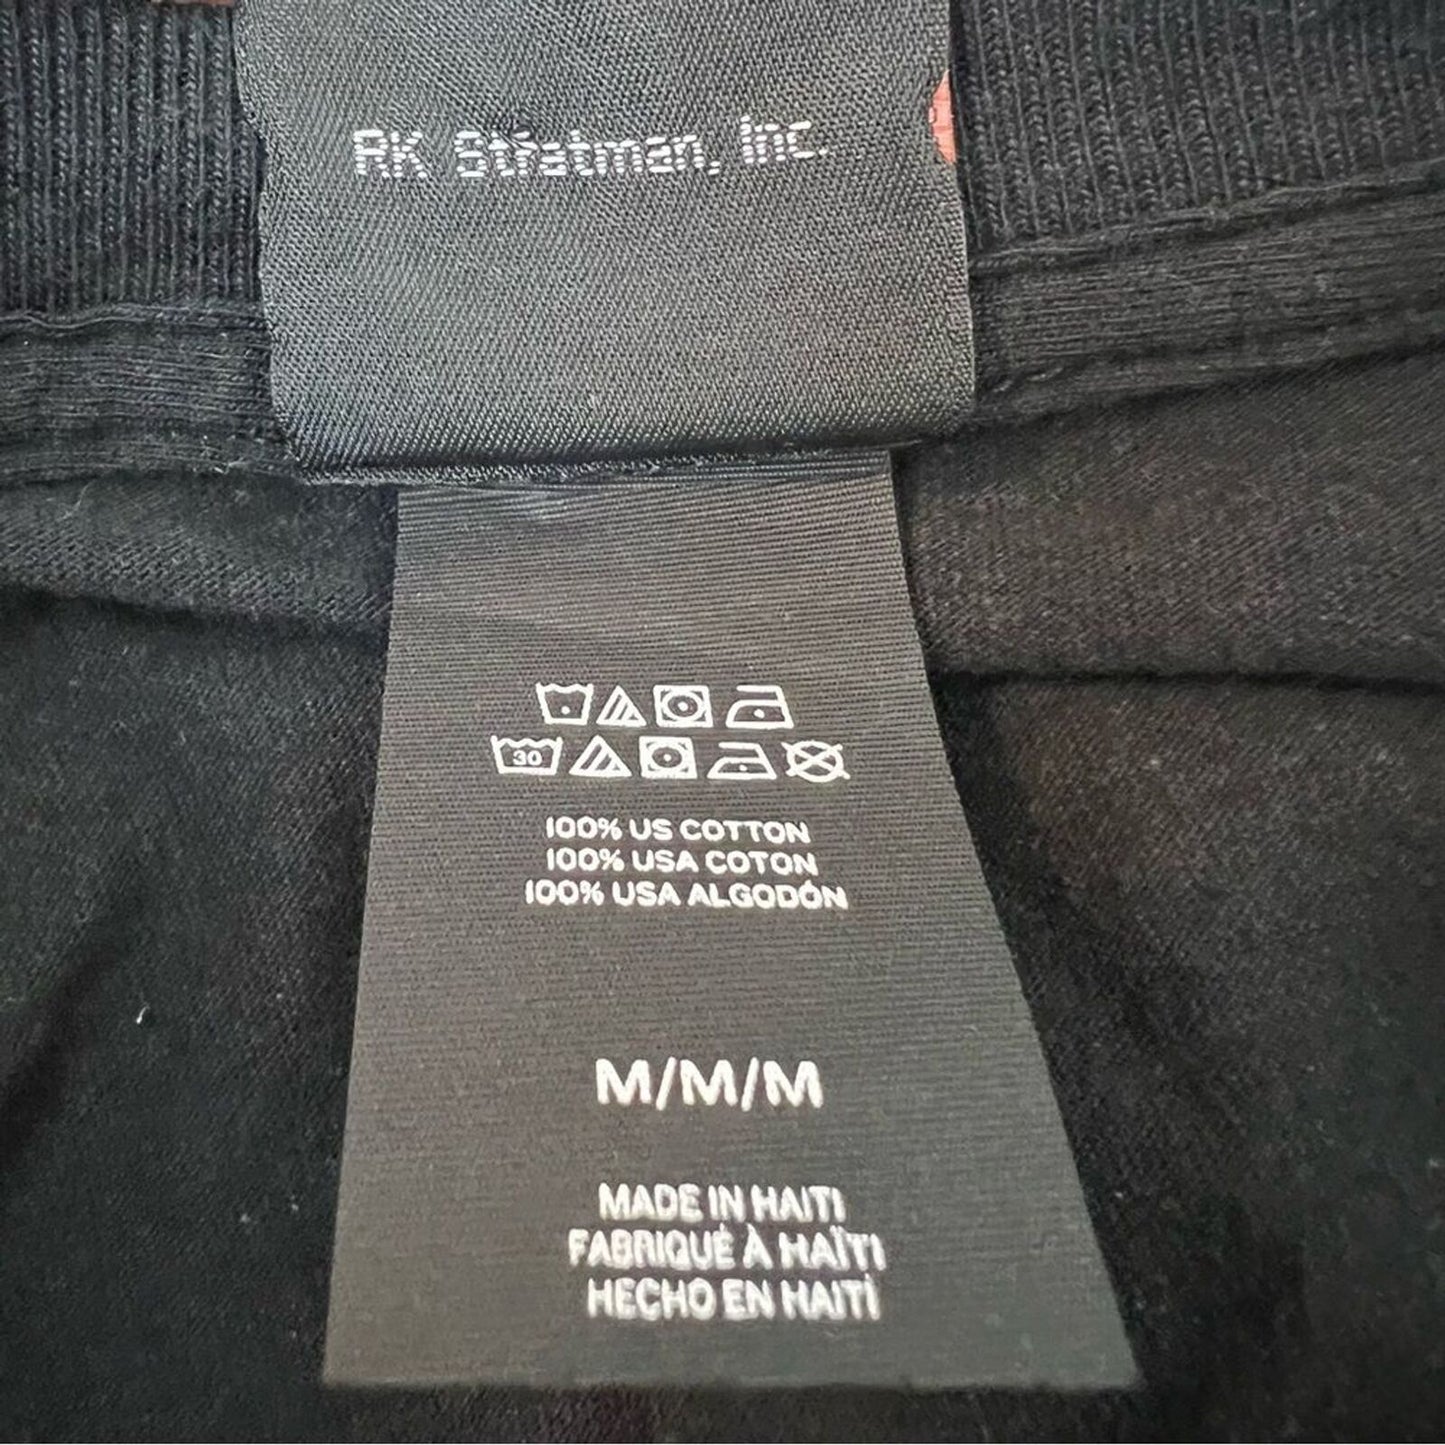 RK Stratman, Inc.
30
100% US COTTON
100% USA COTON
100% USA ALGODÓN
M/M/M
MADE IN HAITI
FABRIQUÉ À HAÏTI
HECHO EN HAITÍ